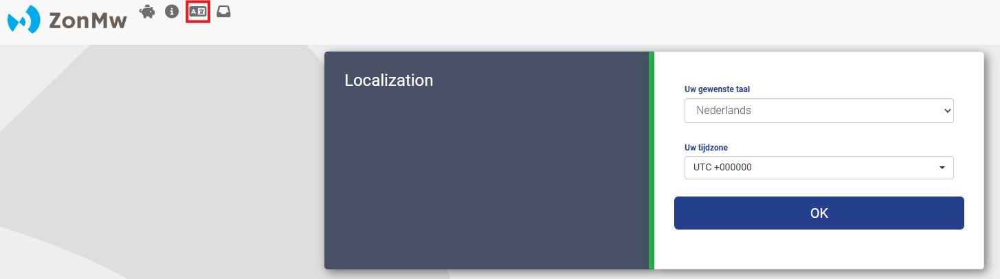 ZonMw
Localization
Uw gewenste taal
Nederlands
Uw tijdzone
UTC +000000
OK